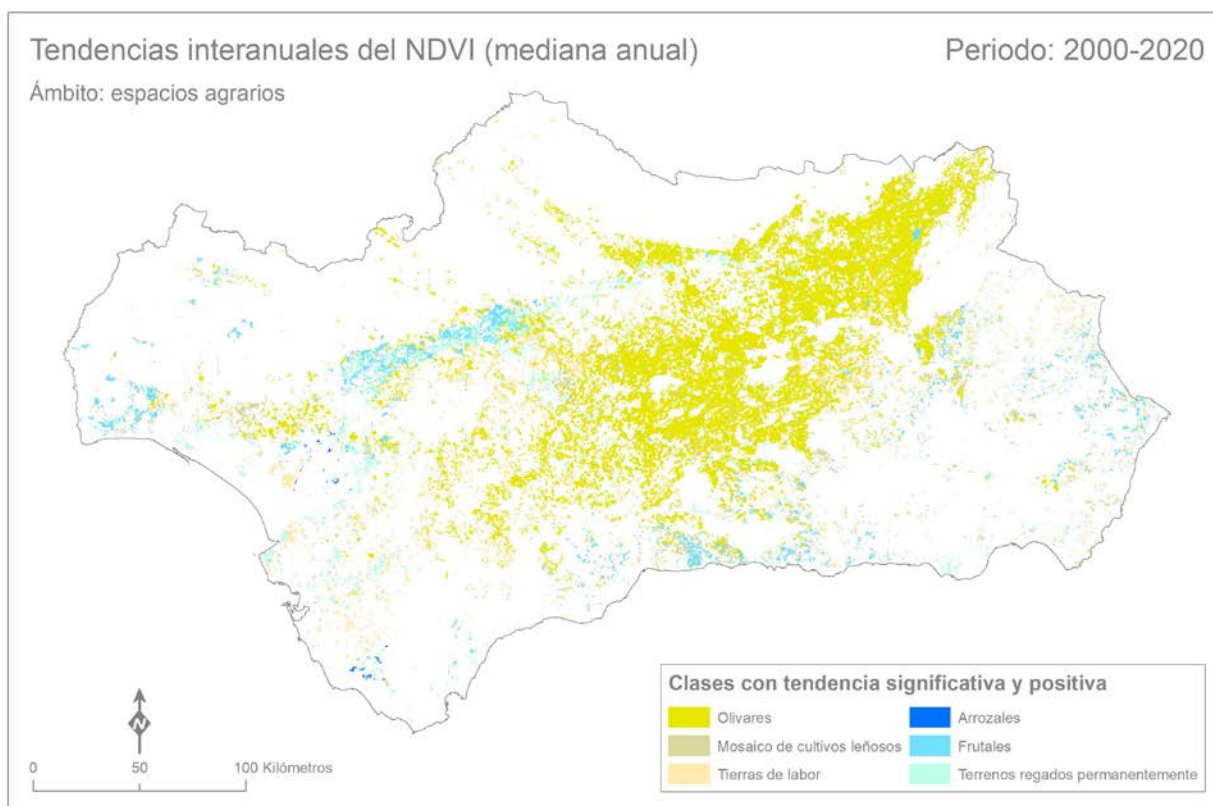 Tendencias interanuales del NDVI (mediana anual)
Periodo: 2000-2020
Ámbito: espacios agrarios
N
0 50 100 Kilómetros
Clases con tendencia significativa y positiva
Olivares
Arrozales
Mosaico de cultivos leñosos
Frutales
Tierras de labor
Terrenos regados permanentemente